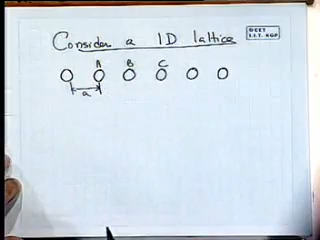 Consider a 1D lattice
DEET
I.I.T. KGP
A B C
a